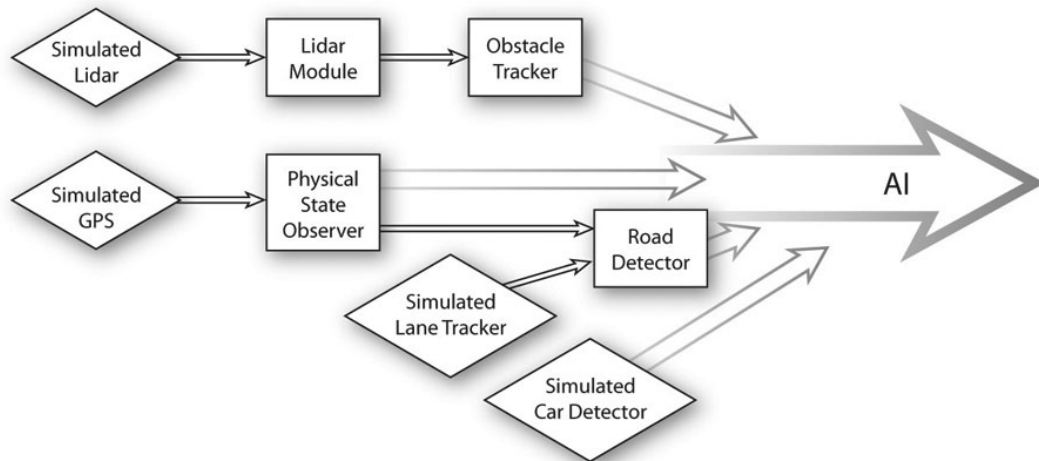 Simulated
Lidar
Lidar
Module
Obstacle
Tracker
Simulated
GPS
Physical
State
Observer
AI
Road
Detector
Simulated
Lane Tracker
Simulated
Car Detector